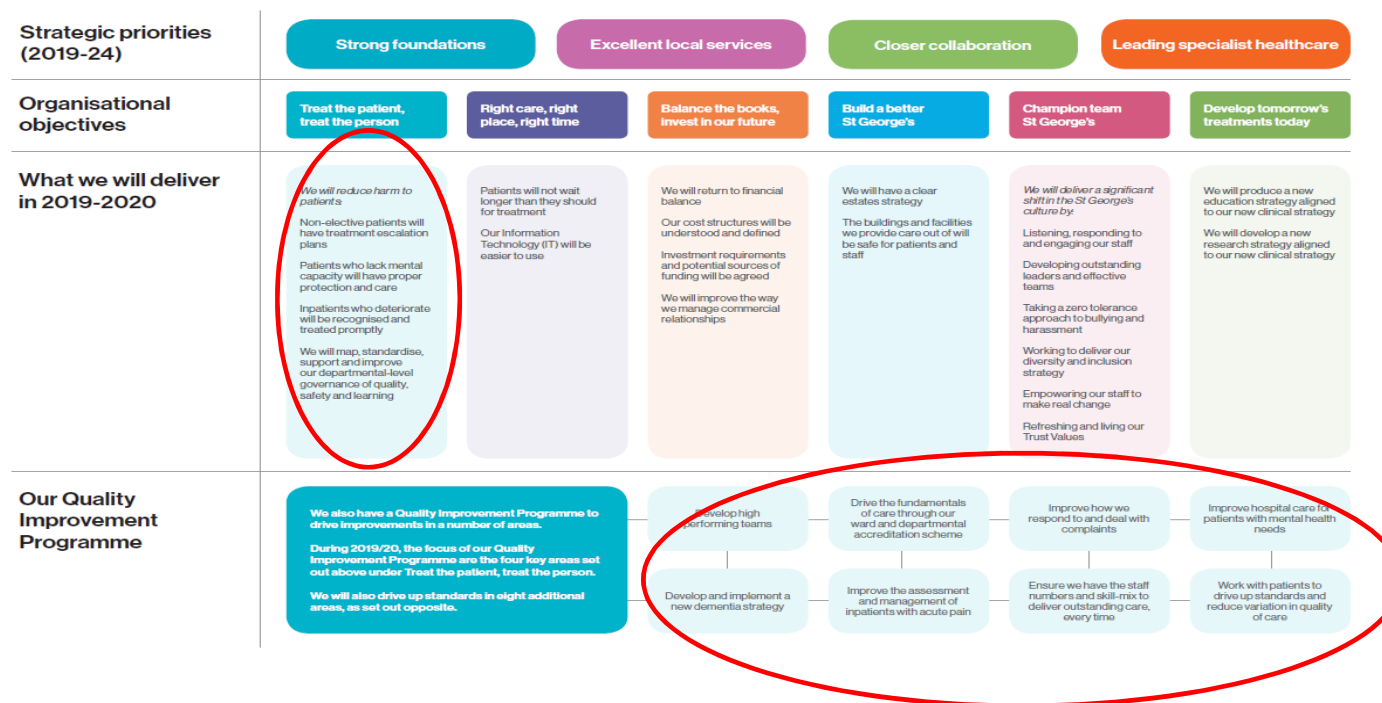 Strategic priorities
(2019-24)
Strong foundations
Excellent local services
Closer collaboration
Leading specialist healthcare
Organisational
objectives
Treat the patient,
treat the person
Right care, right
place, right time
Balance the books,
invest in our future
Build a better
St George's
Champion team
St George's
Develop tomorrow's
treatments today
What we will deliver
in 2019-2020
We will reduce harm to
patients:
Non-elective patients will
have treatment escalation
plans
Patients who lack mental
capacity will have proper
protection and care
Inpatients who deteriorate
will be recognised and
treated promptly
We will map, standardise,
support and improve
our departmental-level
governance of quality,
safety and learning
Patients will not wait
longer than they should
for treatment
Our Information
Technology (IT) will be
easier to use
We will return to financial
balance
Our cost structures will be
understood and defined
Investment requirements
and potential sources of
funding will be agreed
We will improve the way
we manage commercial
relationships
We will have a clear
estates strategy
The buildings and facilities
we provide care out of will
be safe for patients and
staff
We will deliver a significant
shift in the St George's
culture by:
Listening, responding to
and engaging our staff
Developing outstanding
leaders and effective
teams
Taking a zero tolerance
approach to bullying and
harassment
Working to deliver our
diversity and inclusion
strategy
Empowering our staff to
make real change
Refreshing and living our
Trust Values
We will produce a new
education strategy aligned
to our new clinical strategy
We will develop a new
research strategy aligned
to our new clinical strategy
Our Quality
Improvement
Programme
We also have a Quality Improvement Programme to
drive improvements in a number of areas.
During 2019/20, the focus of our Quality
Improvement Programme are the four key areas set
out above under Treat the patient, treat the person.
We will also drive up standards in eight additional
areas, as set out opposite.
Develop high
performing teams
Drive the fundamentals
of care through our
ward and departmental
accreditation scheme
Improve how we
respond to and deal with
complaints
Improve hospital care for
patients with mental health
needs
Develop and implement a
new dementia strategy
Improve the assessment
and management of
inpatients with acute pain
Ensure we have the staff
numbers and skill-mix to
deliver outstanding care,
every time
Work with patients to
drive up standards and
reduce variation in quality
of care